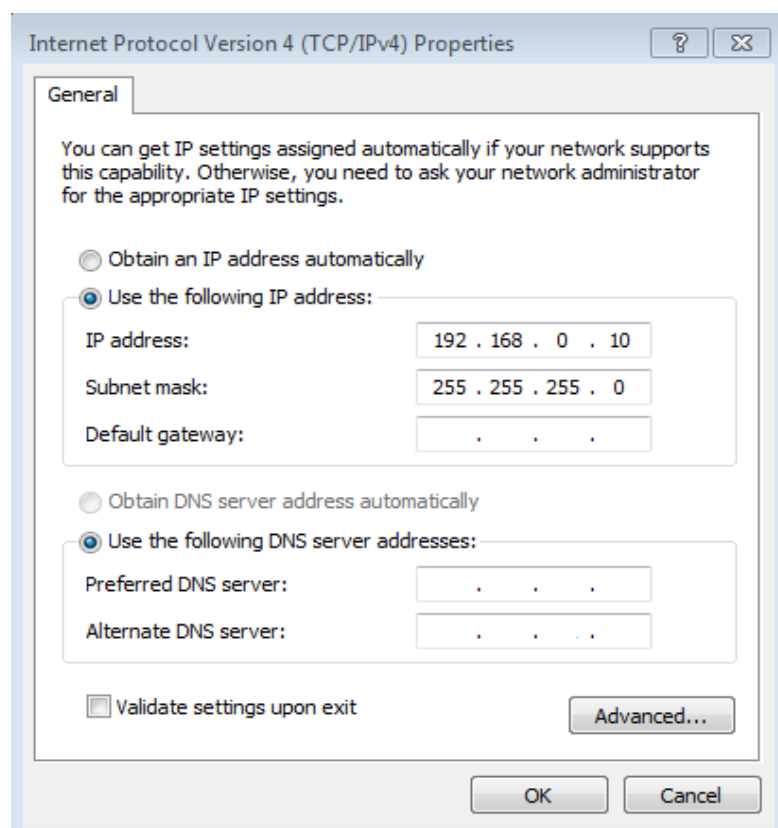 Internet Protocol Version 4 (TCP/IPv4) Properties
General
You can get IP settings assigned automatically if your network supports
this capability. Otherwise, you need to ask your network administrator
for the appropriate IP settings.
Obtain an IP address automatically
Use the following IP address:
IP address: 192 . 168 . 0 . 10
Subnet mask: 255 . 255 . 255 . 0
Default gateway: . . .
Obtain DNS server address automatically
Use the following DNS server addresses:
Preferred DNS server: . . .
Alternate DNS server: . . .
Validate settings upon exit
Advanced...
OK Cancel